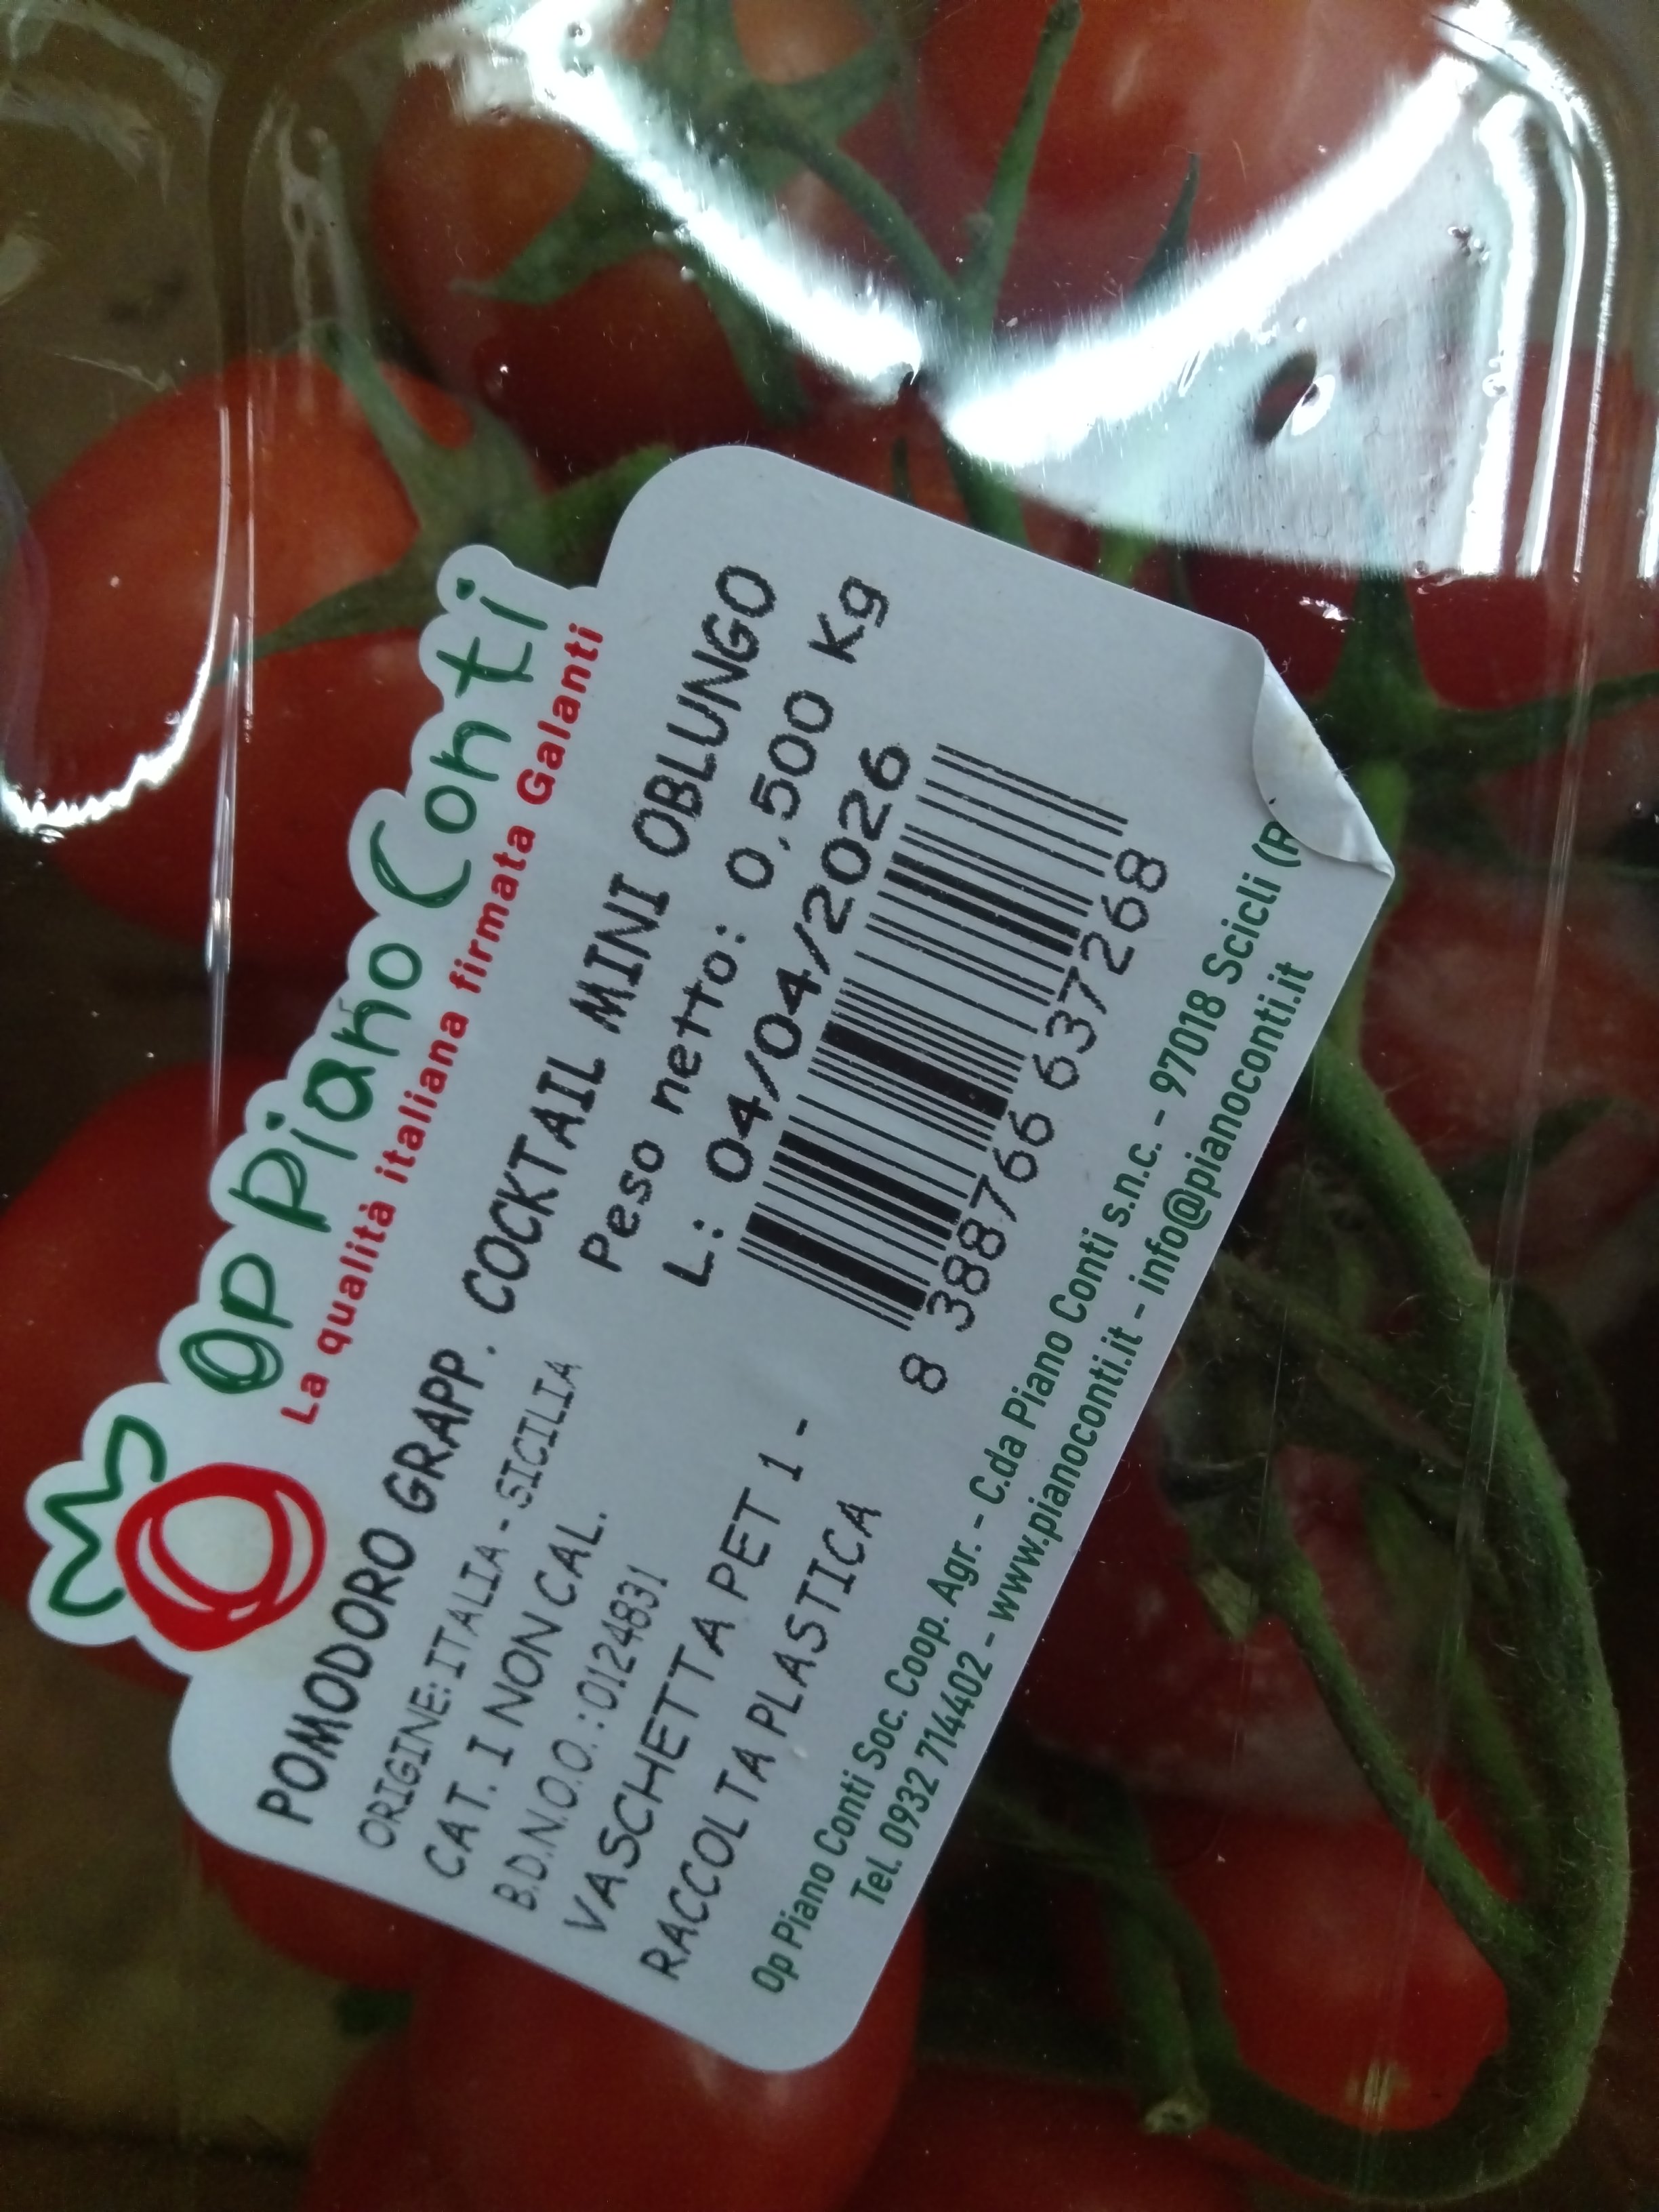 Op Piano Conti
La qualità italiana firmata Galanti
POMODORO GRAPP. COCKTAIL MINI OBLUNGO
ORIGINE: ITALIA - SICILIA
Peso netto: 0,500 Kg
CAT. I NON CAL.
L: 04/04/2026
B.D.N.O.O.: 0124831
VASCHETTA PET 1 -
RACCOLTA PLASTICA
8 388766 637268
Op Piano Conti Soc. Coop. Agr. - C.da Piano Conti s.n.c. - 97018 Scicli (R
Tel. 0932 714402 - www.pianoconti.it - info@pianoconti.it